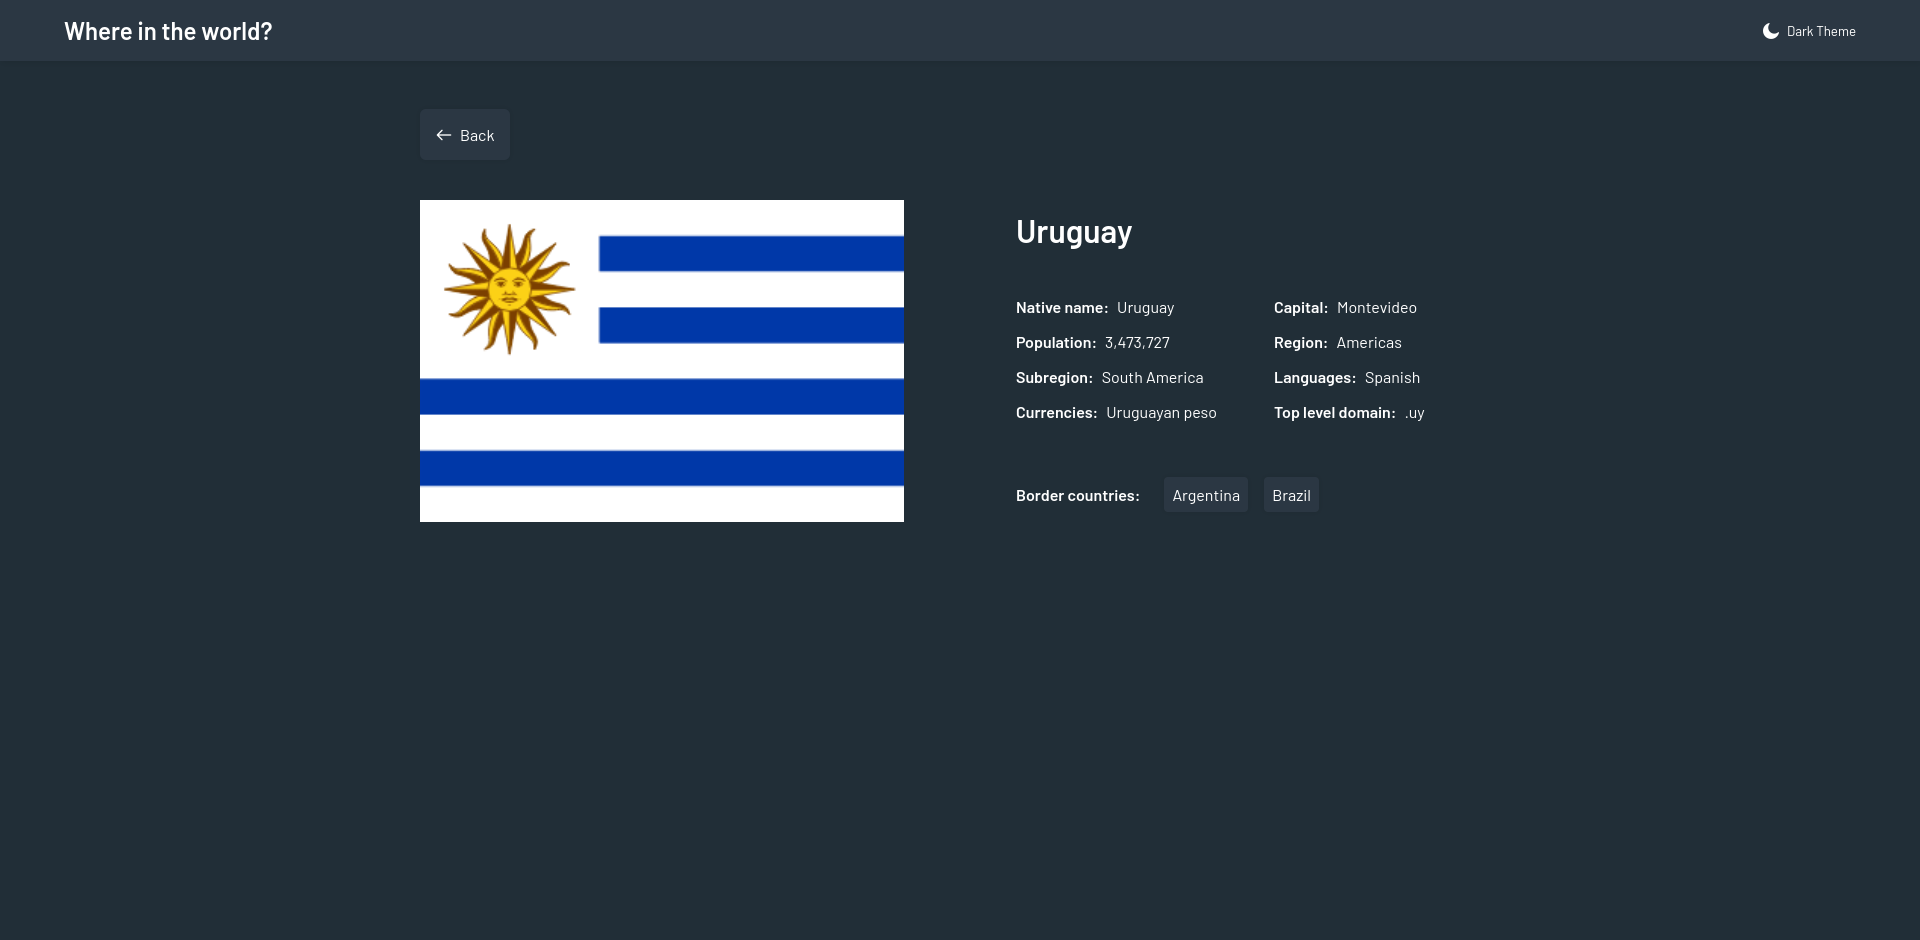 Where in the world?
Dark Theme
Back
Uruguay
Native name: Uruguay
Capital: Montevideo
Population: 3,473,727
Region: Americas
Subregion: South America
Languages: Spanish
Currencies: Uruguayan peso
Top level domain: .uy
Border countries: Argentina Brazil